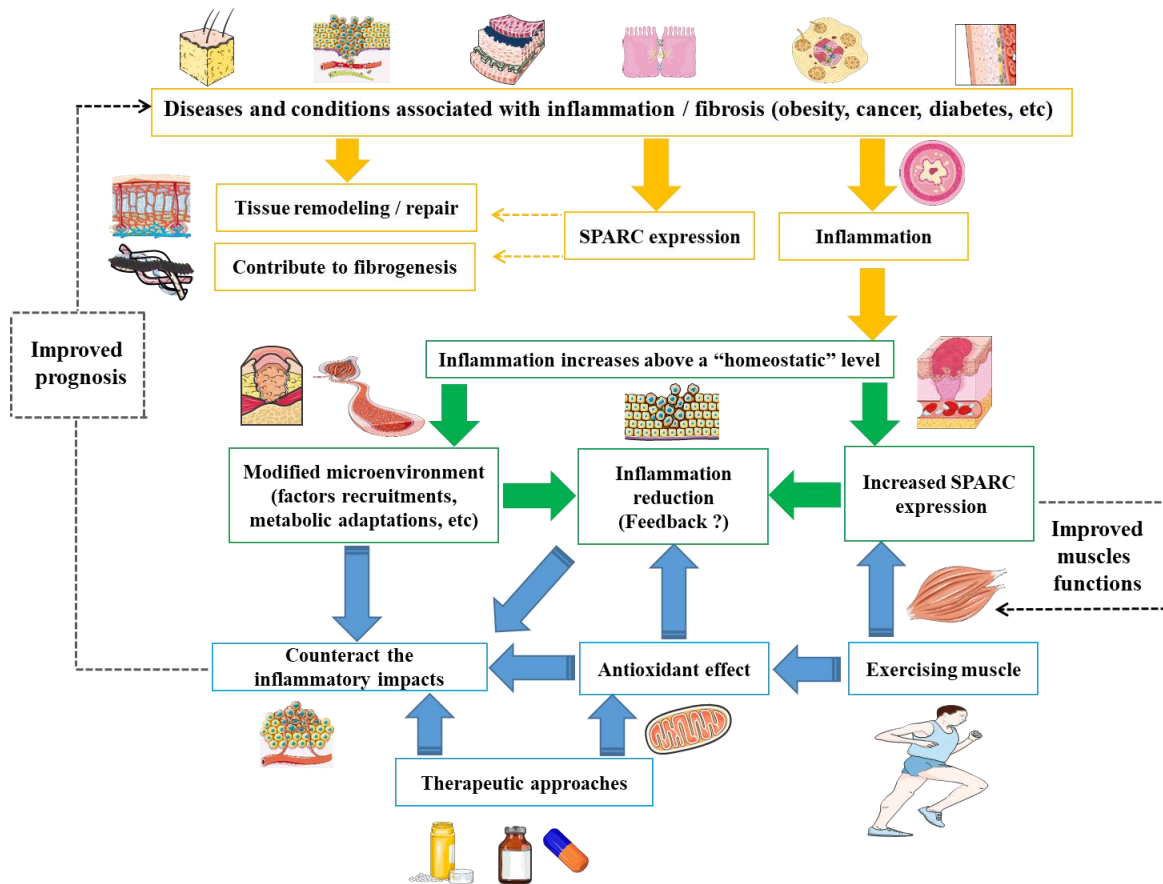 Diseases and conditions associated with inflammation / fibrosis (obesity, cancer, diabetes, etc)
Tissue remodeling / repair
SPARC expression
Inflammation
Contribute to fibrogenesis
Improved
prognosis
Inflammation increases above a “homeostatic” level
Modified microenvironment
(factors recruitments,
metabolic adaptations, etc)
Inflammation
reduction
(Feedback ?)
Increased SPARC
expression
Improved
muscles
functions
Counteract the
inflammatory impacts
Antioxidant effect
Exercising muscle
Therapeutic approaches